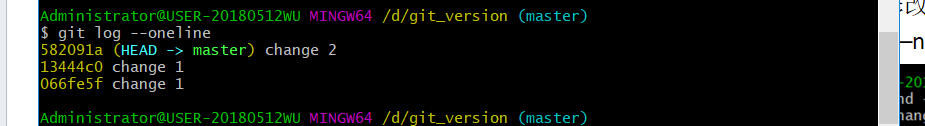 Administrator@USER-20180512WU MINGW64 /d/git_version (master)
$ git log --oneline
582091a (HEAD -> master) change 2
13444c0 change 1
066fe5f change 1
Administrator@USER-20180512WU MINGW64 /d/git_version (master)